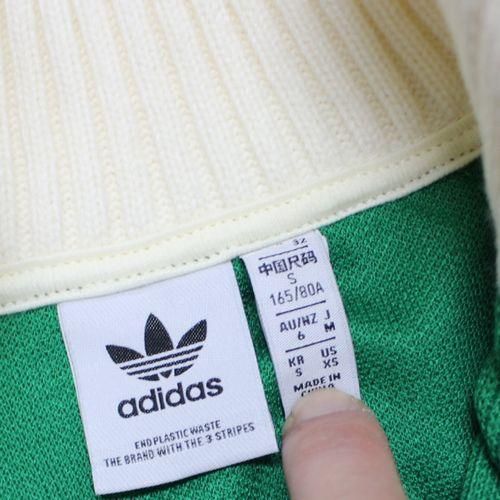 adidas
END PLASTIC WASTE
THE BRAND WITH THE 3 STRIPES
32
中国尺码
S
165/80A
AU/NZ J
6 M
KR US
S XS
MADE IN